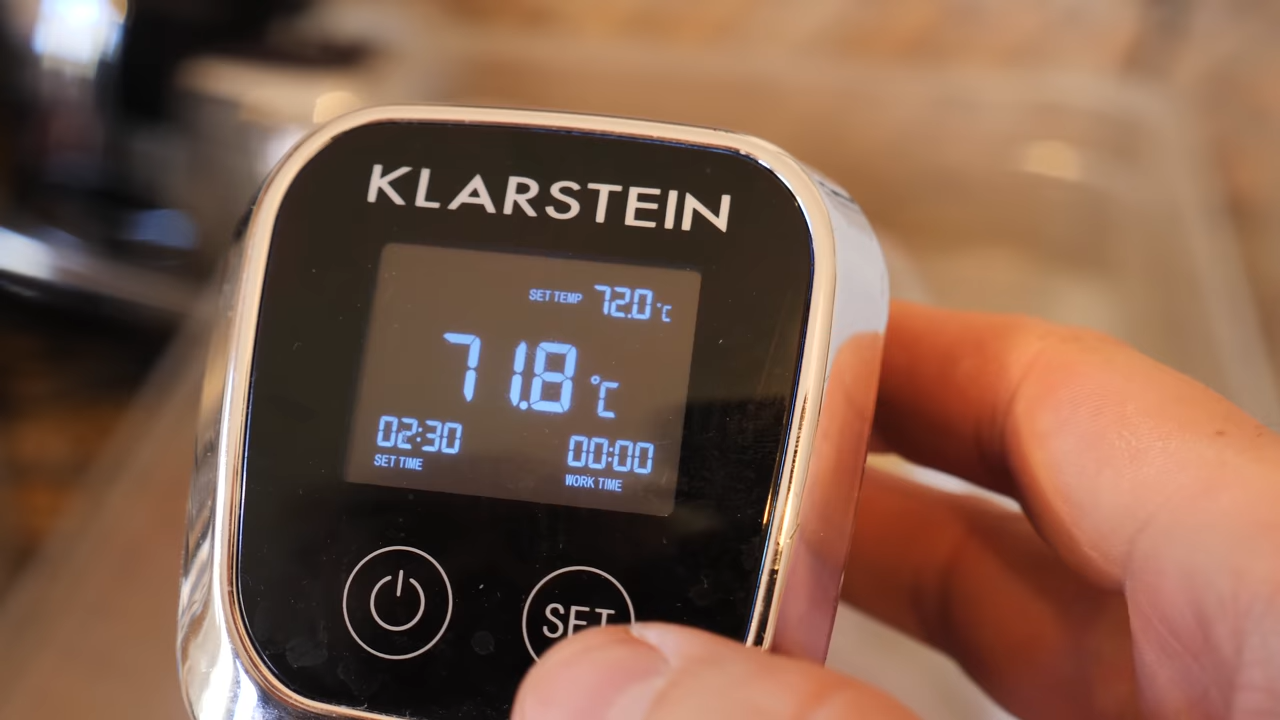 KLARSTEIN
SET TEMP 72.0 °C
71.8 °C
02:30 00:00
SET TIME WORK TIME
SET